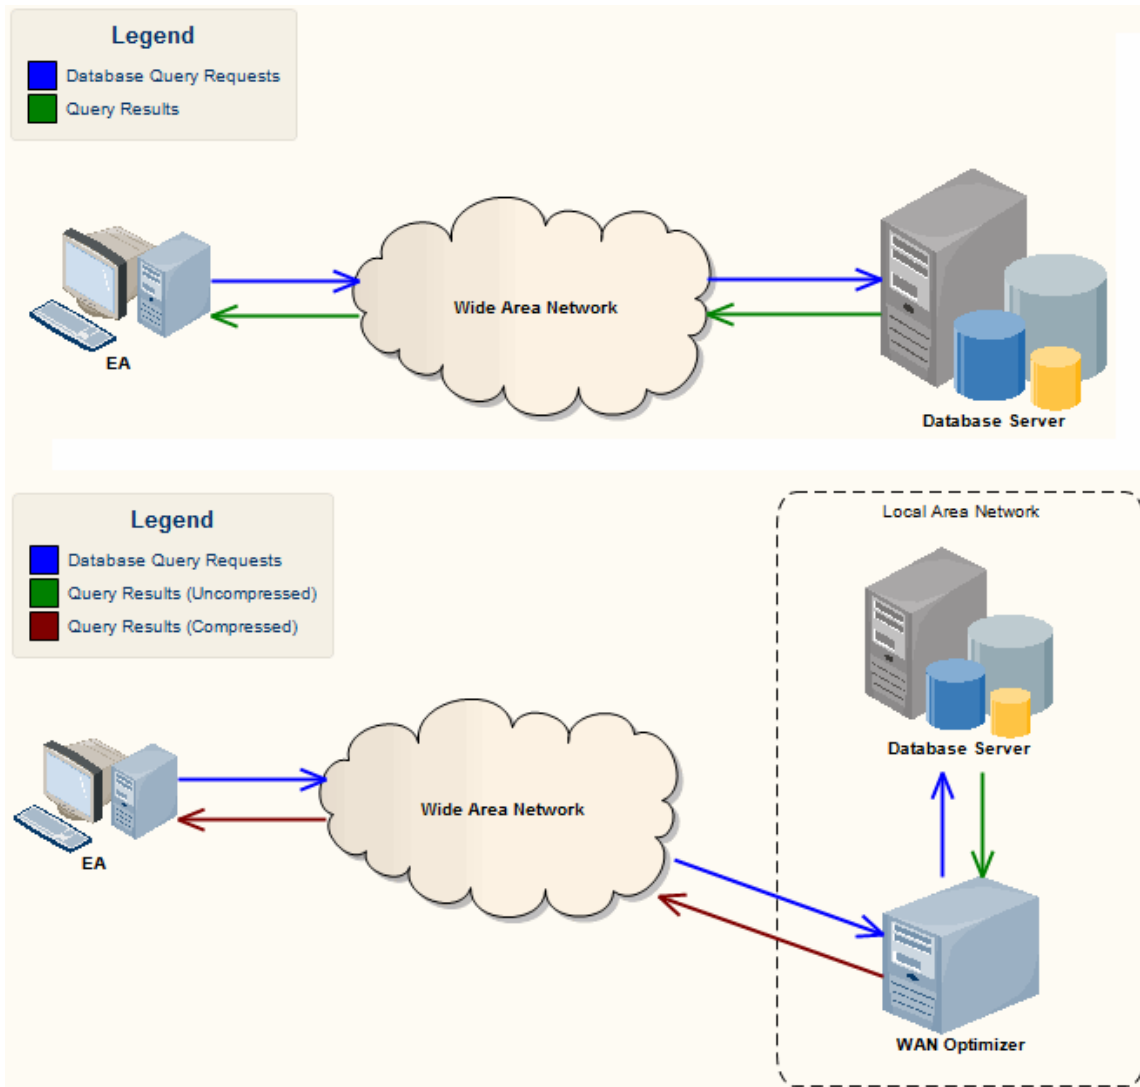 Legend
Database Query Requests
Query Results
Wide Area Network
EA
Database Server
Legend
Database Query Requests
Query Results (Uncompressed)
Query Results (Compressed)
Local Area Network
Database Server
Wide Area Network
EA
WAN Optimizer